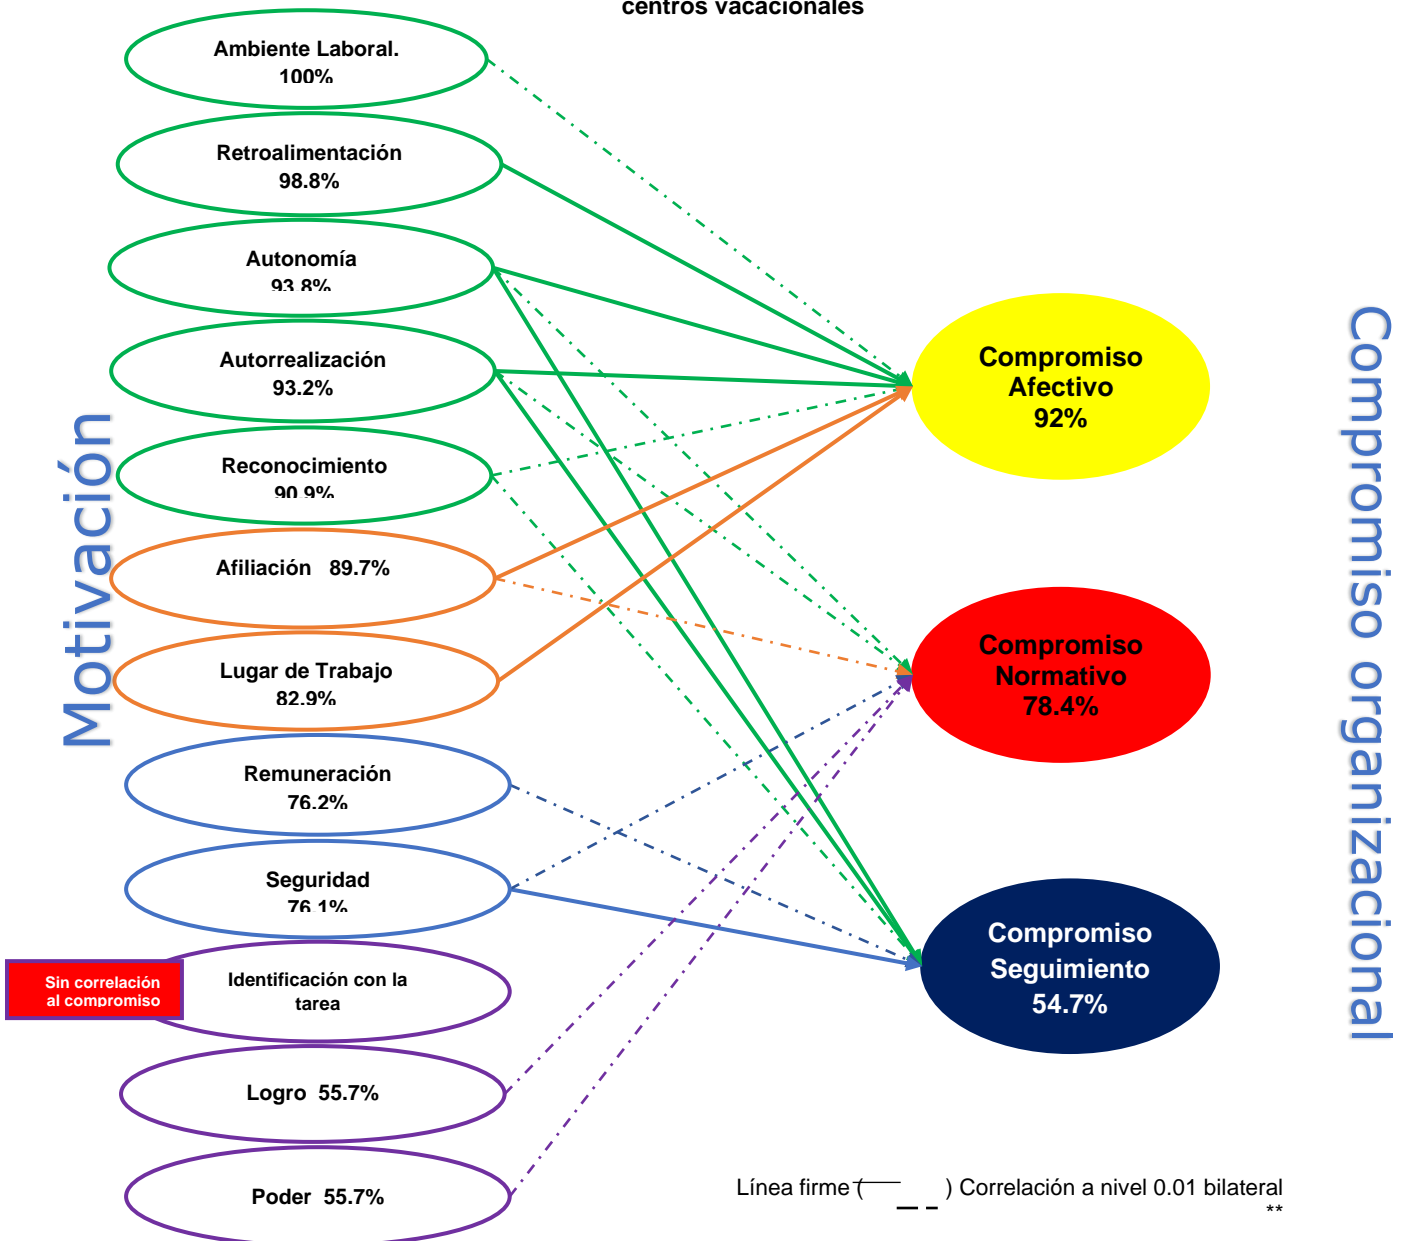 centros vacacionales
Ambiente Laboral.
100%
Retroalimentación
98.8%
Autonomía
93.8%
Autorrealización
93.2%
Reconocimiento
90.9%
Afiliación 89.7%
Lugar de Trabajo
82.9%
Remuneración
76.2%
Seguridad
76.1%
Identificación con la
tarea
Sin correlación
al compromiso
Logro 55.7%
Poder 55.7%
Motivación
Compromiso
Afectivo
92%
Compromiso
Normativo
78.4%
Compromiso
Seguimiento
54.7%
Compromiso organizacional
Línea firme ( ) Correlación a nivel 0.01 bilateral
**